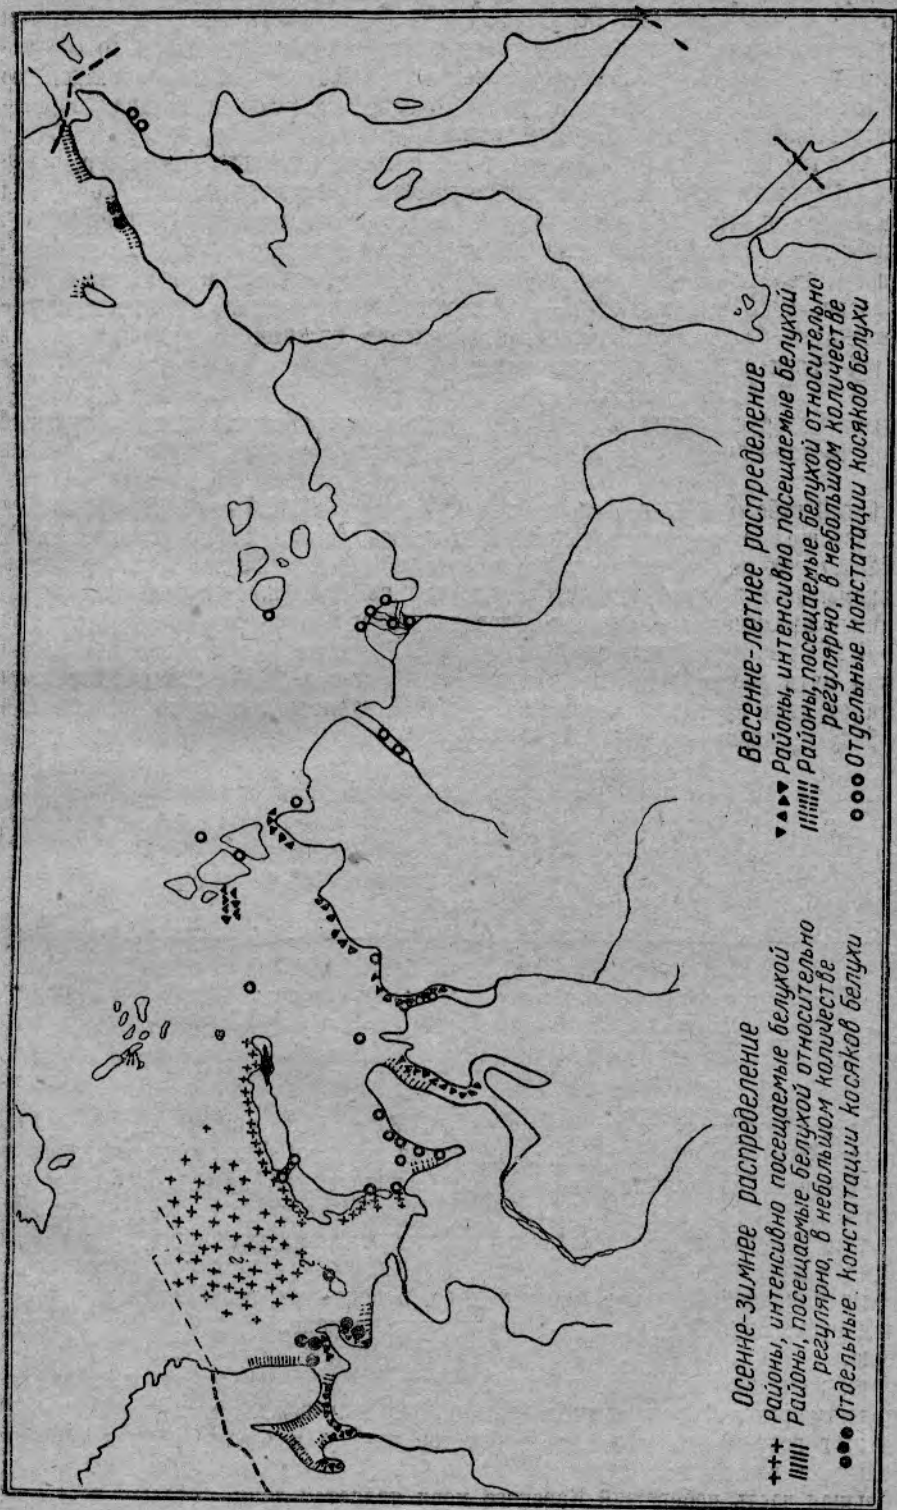 Осенне-зимнее распределение
+++ Районы, интенсивно посещаемые белухой
Районы, посещаемые белухой относительно
регулярно, в небольшом количестве
Отдельные констатации косяков белухи
Весенне-летнее распределение
Районы, интенсивно посещаемые белухой
Районы, посещаемые белухой относительно
регулярно, в небольшом количестве
Отдельные констатации косяков белухи
?
?